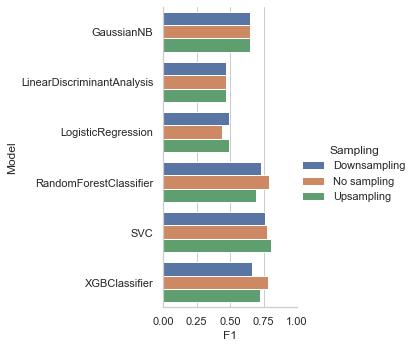 GaussianNB
LinearDiscriminantAnalysis
LogisticRegression
RandomForestClassifier
SVC
XGBClassifier
Model
Sampling
Downsampling
No sampling
Upsampling
0.00 0.25 0.50 0.75 1.00
F1